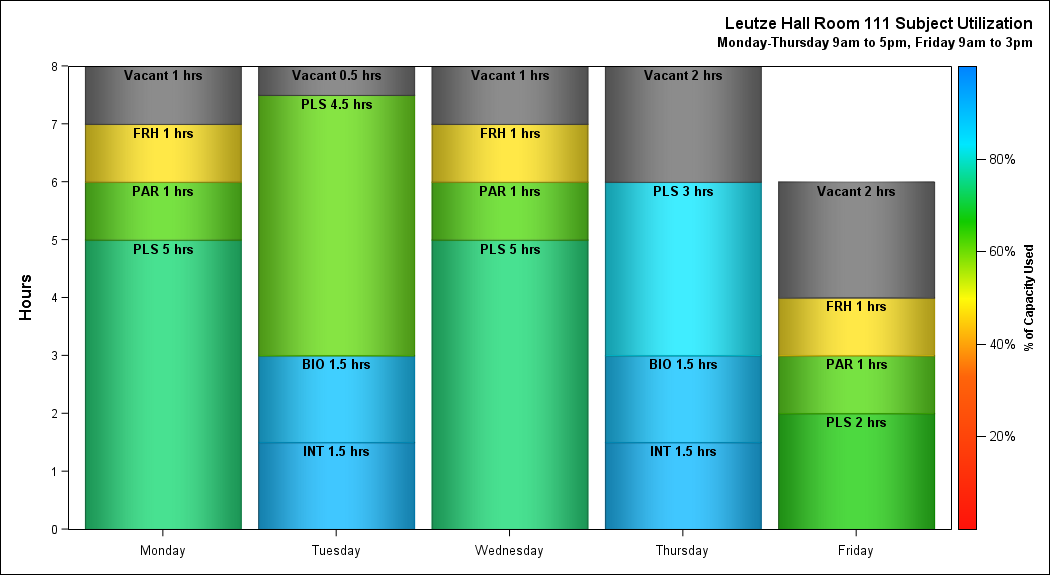 Leutze Hall Room 111 Subject Utilization
Monday-Thursday 9am to 5pm, Friday 9am to 3pm
Hours
8
7
6
5
4
3
2
1
0
Vacant 1 hrs
FRH 1 hrs
PAR 1 hrs
PLS 5 hrs
Vacant 0.5 hrs
PLS 4.5 hrs
BIO 1.5 hrs
INT 1.5 hrs
Vacant 1 hrs
FRH 1 hrs
PAR 1 hrs
PLS 5 hrs
Vacant 2 hrs
PLS 3 hrs
BIO 1.5 hrs
INT 1.5 hrs
Vacant 2 hrs
FRH 1 hrs
PAR 1 hrs
PLS 2 hrs
Monday
Tuesday
Wednesday
Thursday
Friday
80%
60%
40%
20%
% of Capacity Used